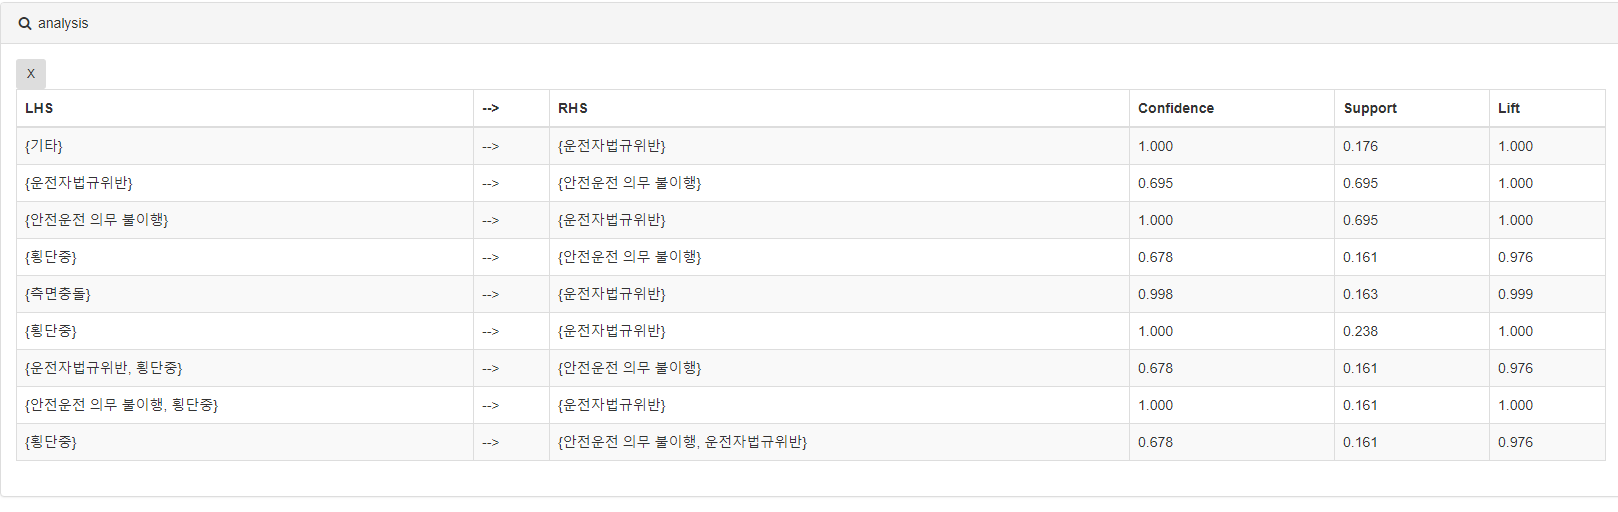 analysis
X
LHS --> RHS Confidence Support Lift
{기타} --> {운전자법규위반} 1.000 0.176 1.000
{운전자법규위반} --> {안전운전 의무 불이행} 0.695 0.695 1.000
{안전운전 의무 불이행} --> {운전자법규위반} 1.000 0.695 1.000
{횡단중} --> {안전운전 의무 불이행} 0.678 0.161 0.976
{측면충돌} --> {운전자법규위반} 0.998 0.163 0.999
{횡단중} --> {운전자법규위반} 1.000 0.238 1.000
{운전자법규위반, 횡단중} --> {안전운전 의무 불이행} 0.678 0.161 0.976
{안전운전 의무 불이행, 횡단중} --> {운전자법규위반} 1.000 0.161 1.000
{횡단중} --> {안전운전 의무 불이행, 운전자법규위반} 0.678 0.161 0.976